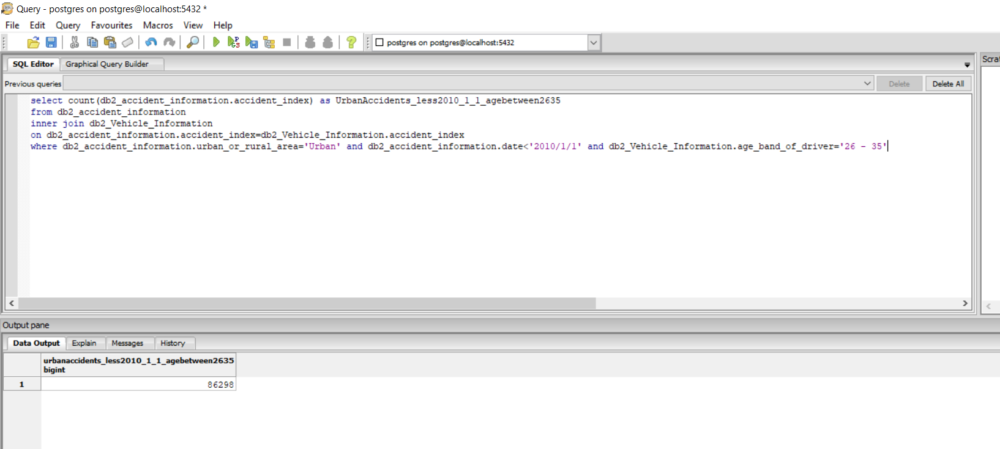 Query - postgres on postgres@localhost:5432 *
File Edit Query Favourites Macros View Help
postgres on postgres@localhost:5432
SQL Editor Graphical Query Builder
Previous queries Delete Delete All
select count(db2_accident_information.accident_index) as UrbanAccidents_less2010_1_1_agebetween2635
from db2_accident_information
inner join db2_Vehicle_Information
on db2_accident_information.accident_index=db2_Vehicle_Information.accident_index
where db2_accident_information.urban_or_rural_area='Urban' and db2_accident_information.date<'2010/1/1' and db2_Vehicle_Information.age_band_of_driver='26 - 35'
Output pane
Data Output Explain Messages History
urbanaccidents_less2010_1_1_agebetween2635
bigint
1 86298